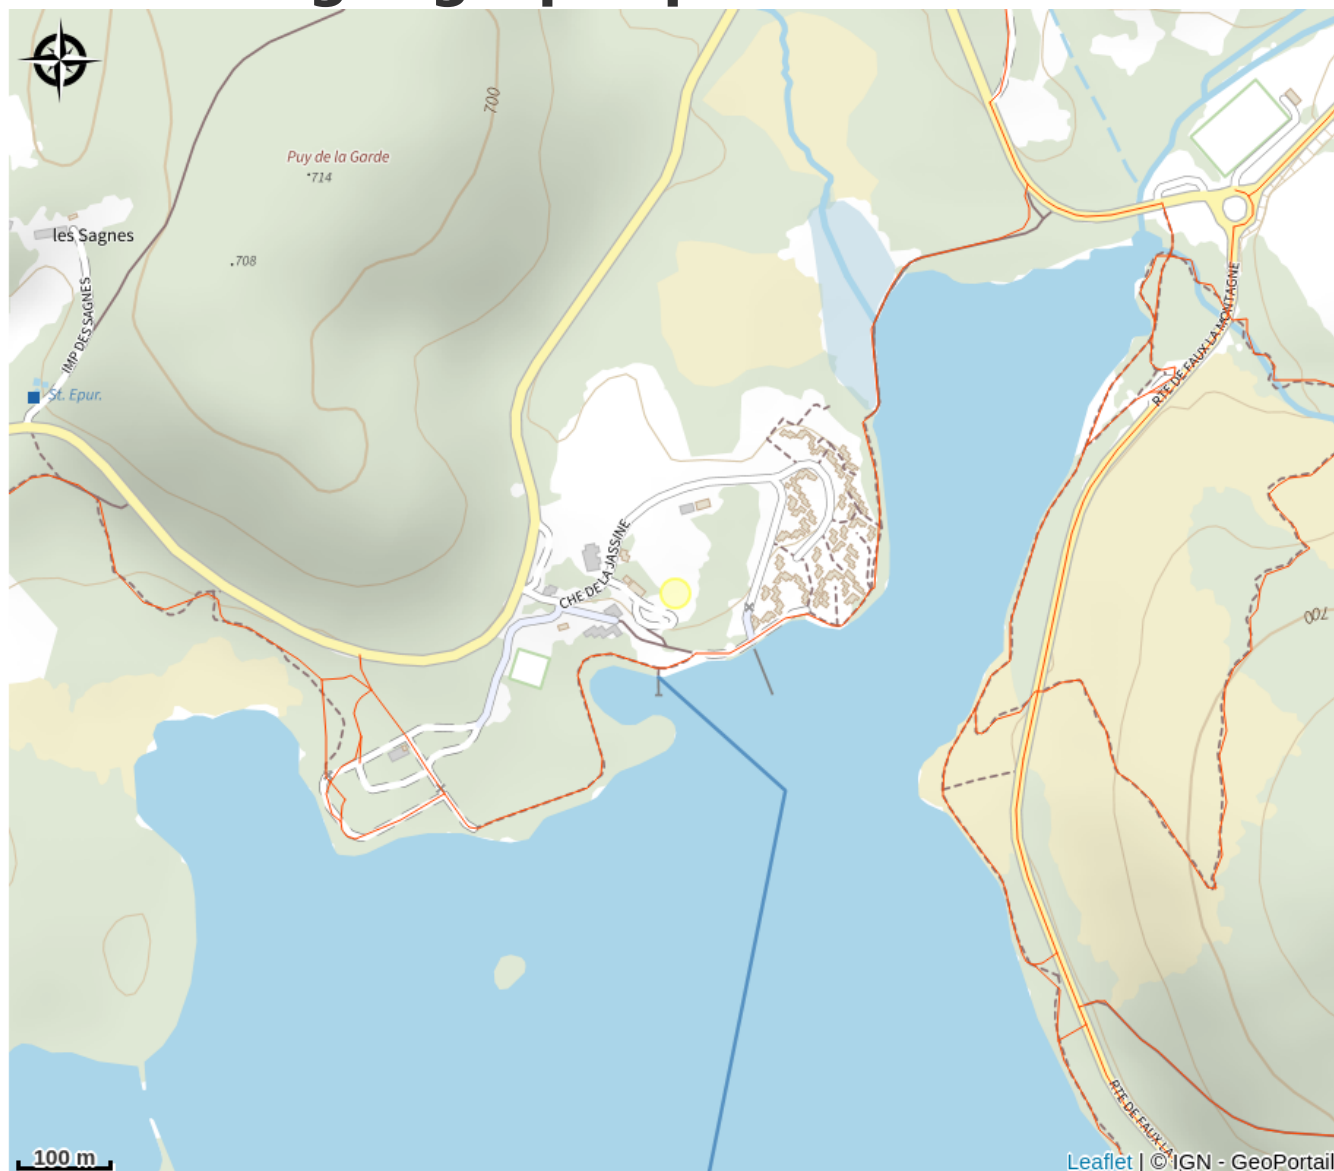 700
Puy de la Garde
714
les Sagnes
708
IMP DES SAGNES
RTE DE FAUX LA MONTAGNE
St. Epur.
CHE DE LA JASSINE
700
RTE DE FAUX LA
100 m
Leaflet | © IGN - GeoPortail